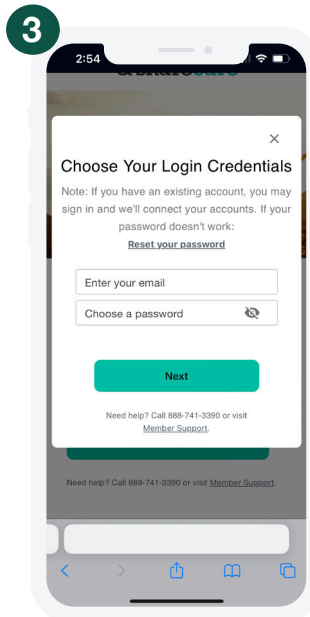 3
2:54
Choose Your Login Credentials
Note: If you have an existing account, you may
sign in and we'll connect your accounts. If your
password doesn't work:
Reset your password
Enter your email
Choose a password
Next
Need help? Call 888-741-3390 or visit
Member Support.
Need help? Call 888-741-3390 or visit Member Support.